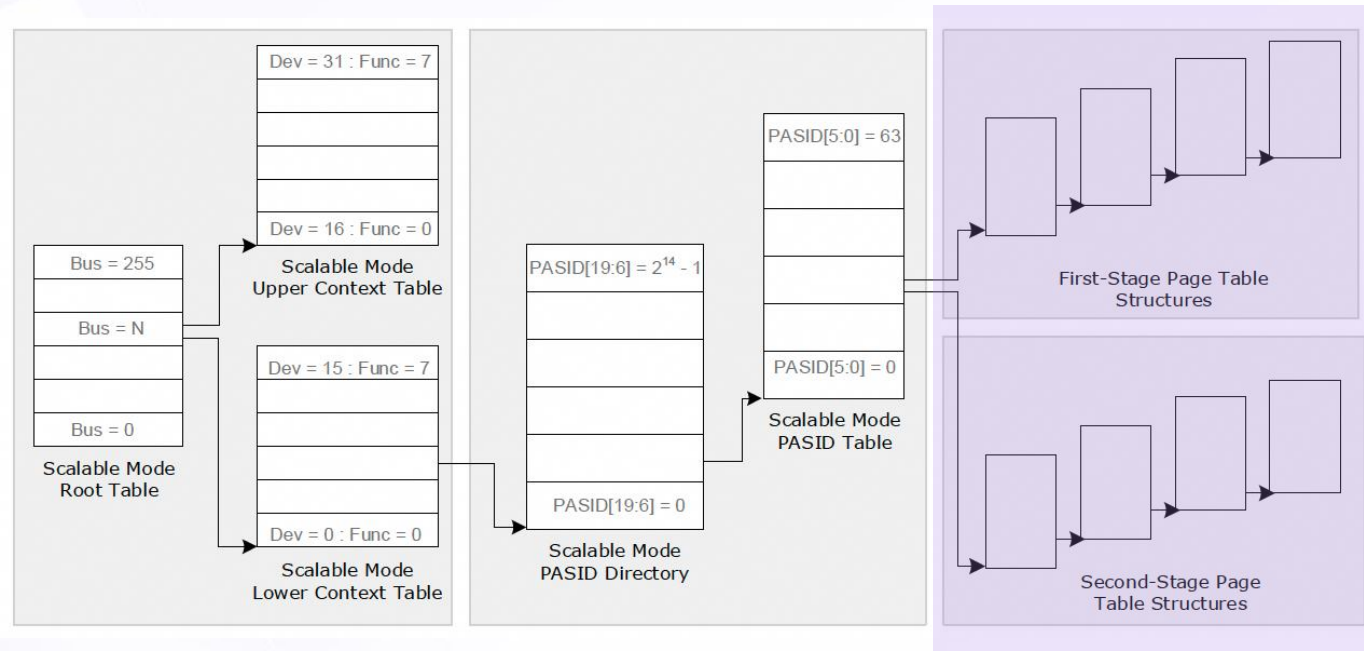 Dev = 31 : Func = 7
Dev = 16 : Func = 0
Scalable Mode
Upper Context Table
Bus = 255
Bus = N
Bus = 0
Scalable Mode
Root Table
Dev = 15 : Func = 7
Dev = 0 : Func = 0
Scalable Mode
Lower Context Table
PASID[19:6] = 2¹⁴ - 1
PASID[19:6] = 0
Scalable Mode
PASID Directory
PASID[5:0] = 63
PASID[5:0] = 0
Scalable Mode
PASID Table
First-Stage Page Table
Structures
Second-Stage Page
Table Structures